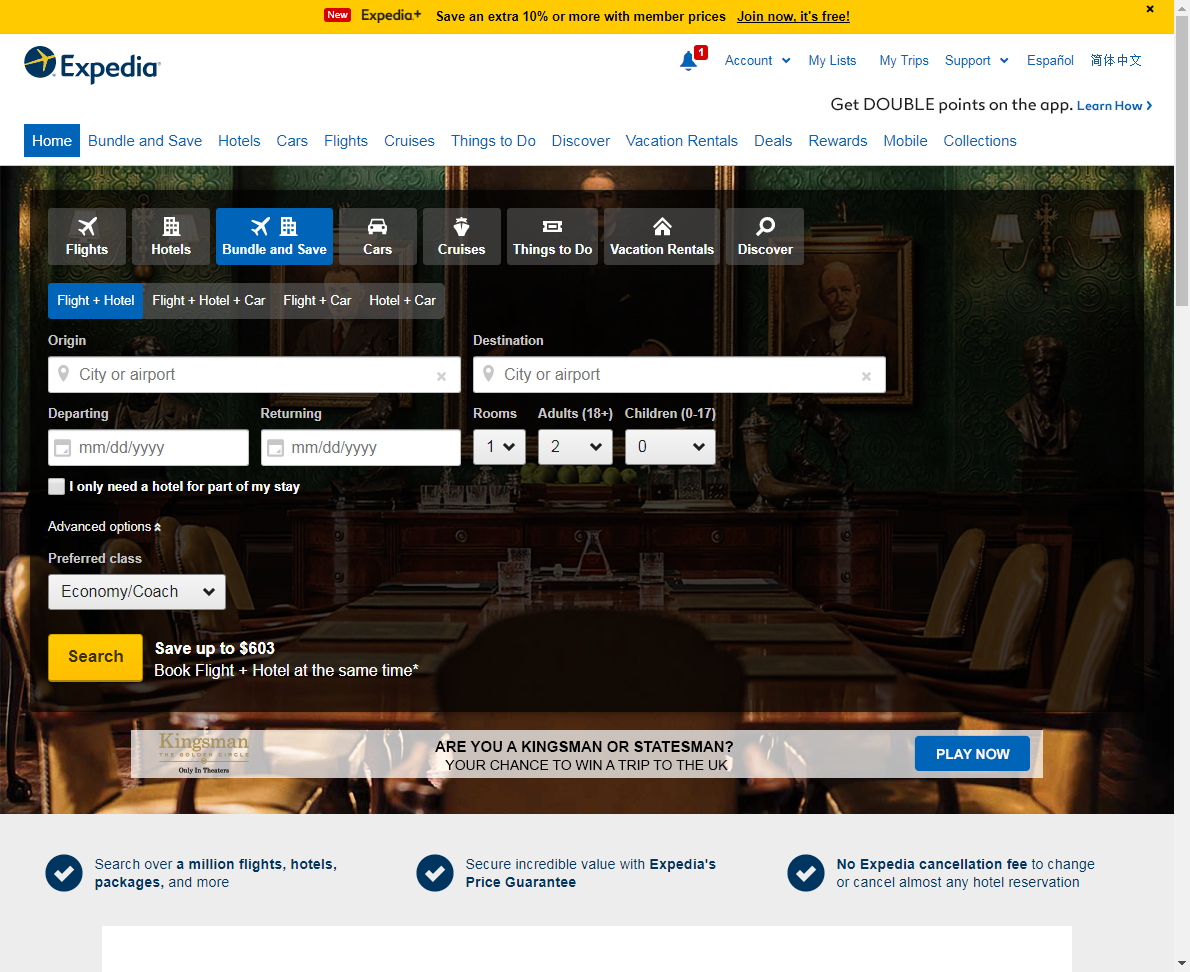 New Expedia+ Save an extra 10% or more with member prices Join now, it's free!
Expedia
1 Account My Lists My Trips Support Español 简体中文
Get DOUBLE points on the app. Learn How
Home Bundle and Save Hotels Cars Flights Cruises Things to Do Discover Vacation Rentals Deals Rewards Mobile Collections
Flights Hotels Bundle and Save Cars Cruises Things to Do Vacation Rentals Discover
Flight + Hotel Flight + Hotel + Car Flight + Car Hotel + Car
Origin Destination
City or airport City or airport
Departing Returning Rooms Adults (18+) Children (0-17)
mm/dd/yyyy mm/dd/yyyy 1 2 0
I only need a hotel for part of my stay
Advanced options
Preferred class
Economy/Coach
Search Save up to $603
Book Flight + Hotel at the same time*
Kingsman
THE GOLDEN CIRCLE
Only In Theaters
ARE YOU A KINGSMAN OR STATESMAN?
YOUR CHANCE TO WIN A TRIP TO THE UK
PLAY NOW
Search over a million flights, hotels,
packages, and more
Secure incredible value with Expedia's
Price Guarantee
No Expedia cancellation fee to change
or cancel almost any hotel reservation